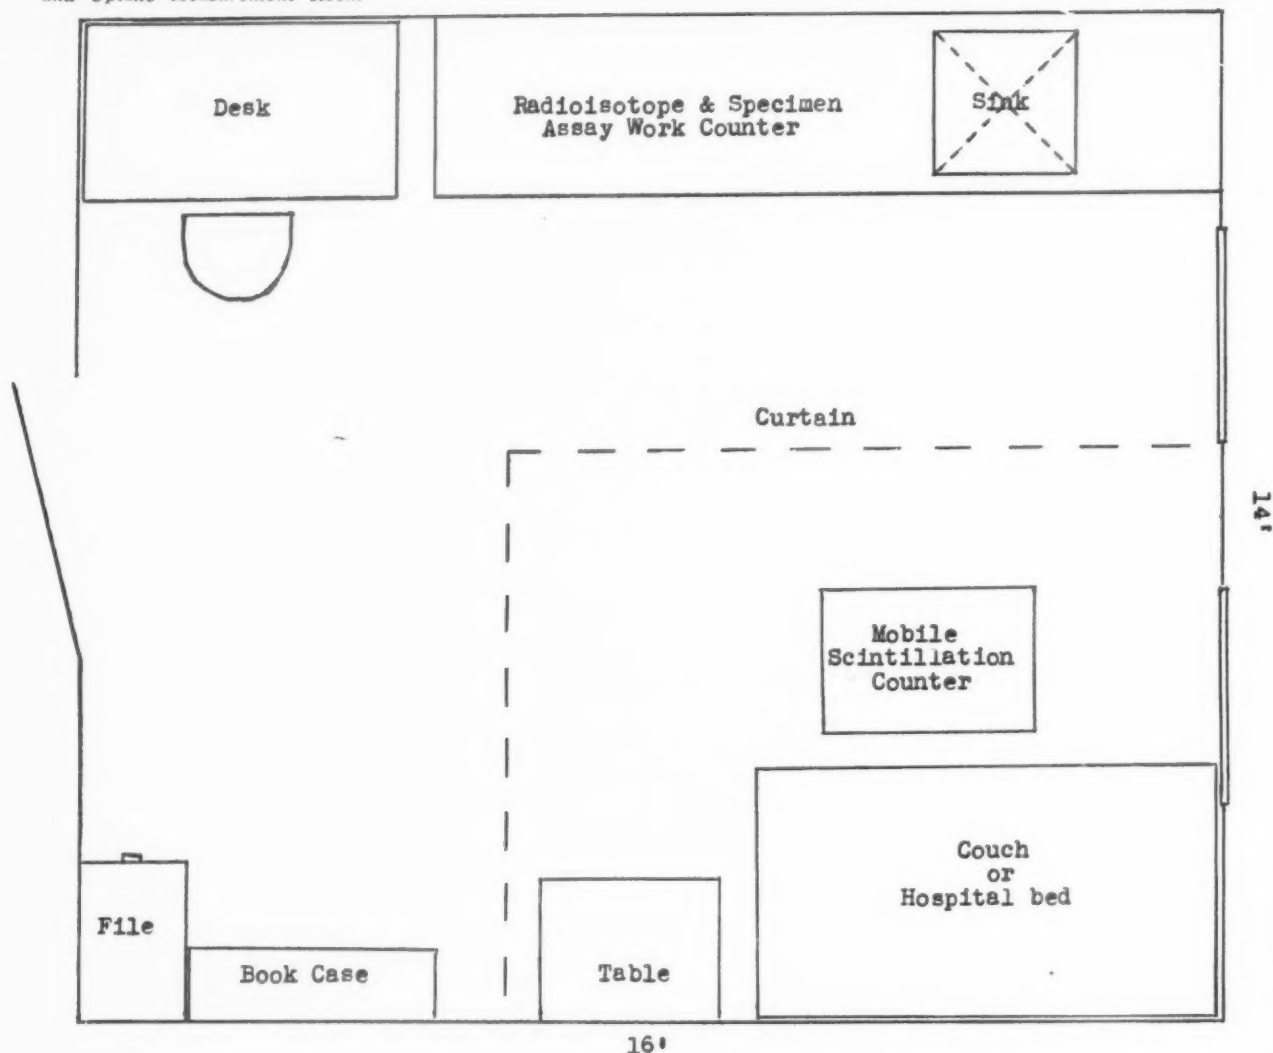 Desk
Radioisotope & Specimen
Assay Work Counter
Sink
Curtain
14'
Mobile
Scintillation
Counter
Couch
or
Hospital bed
File
Book Case
Table
16'